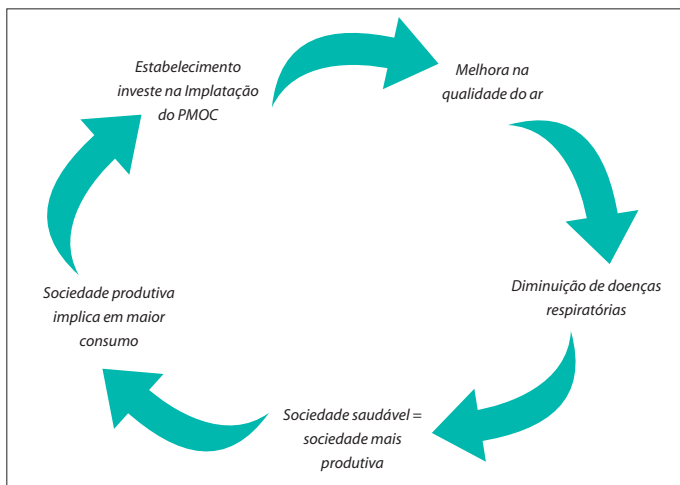 Estabelecimento
investe na Implatação
do PMOC
Melhora na
qualidade do ar
Diminuição de doenças
respiratórias
Sociedade saudável =
sociedade mais
produtiva
Sociedade produtiva
implica em maior
consumo